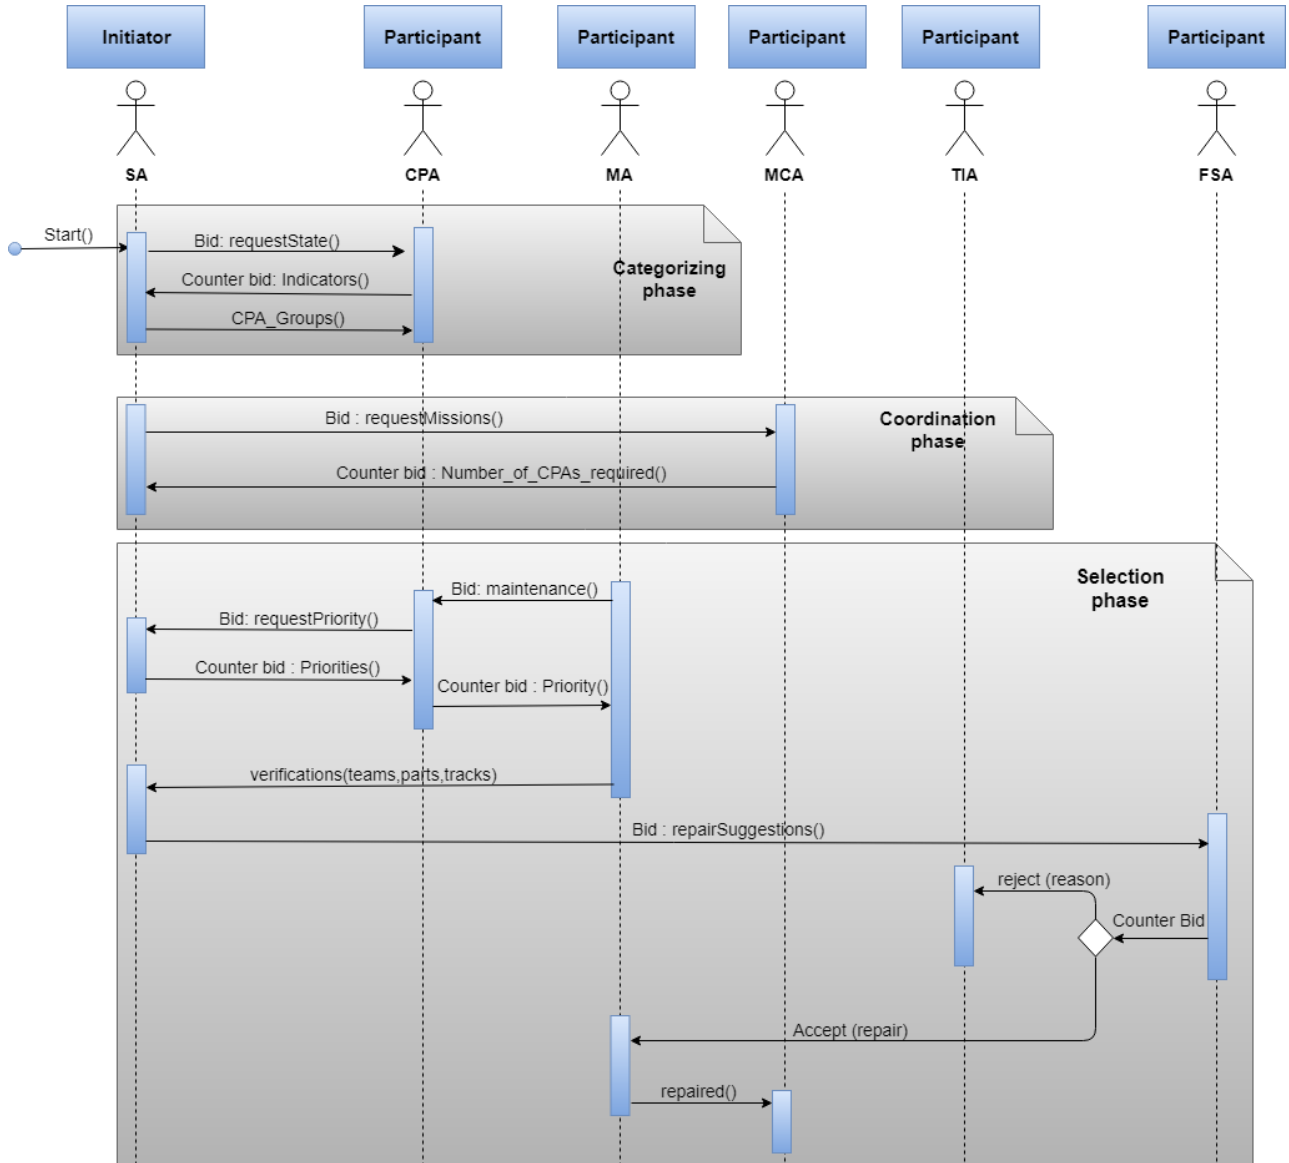 Initiator
Participant
Participant
Participant
Participant
Participant
SA
CPA
MA
MCA
TIA
FSA
Start()
Bid: requestState()
Counter bid: Indicators()
CPA_Groups()
Categorizing
phase
Bid : requestMissions()
Counter bid : Number_of_CPAs_required()
Coordination
phase
Selection
phase
Bid: maintenance()
Bid: requestPriority()
Counter bid : Priorities()
Counter bid : Priority()
verifications(teams,parts,tracks)
Bid : repairSuggestions()
reject (reason)
Counter Bid
Accept (repair)
repaired()